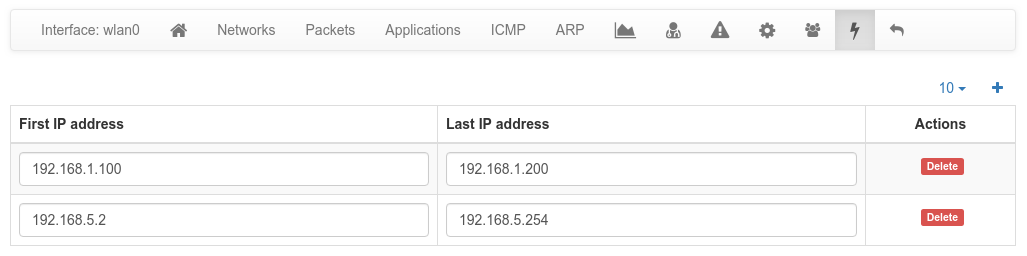 Interface: wlan0 Networks Packets Applications ICMP ARP
10
First IP address Last IP address Actions
192.168.1.100 192.168.1.200 Delete
192.168.5.2 192.168.5.254 Delete